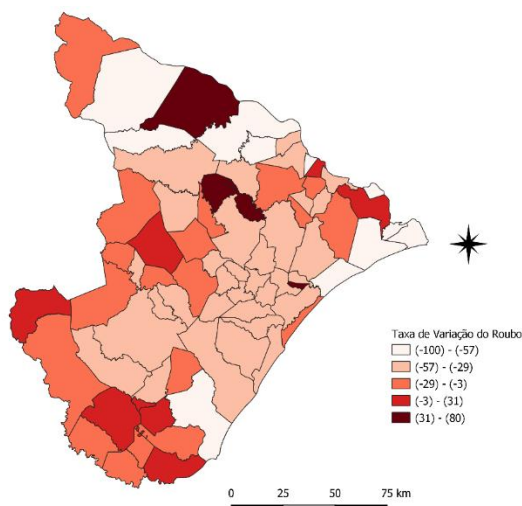 Taxa de Variação do Roubo
(-100) - (-57)
(-57) - (-29)
(-29) - (-3)
(-3) - (31)
(31) - (80)
0 25 50 75 km